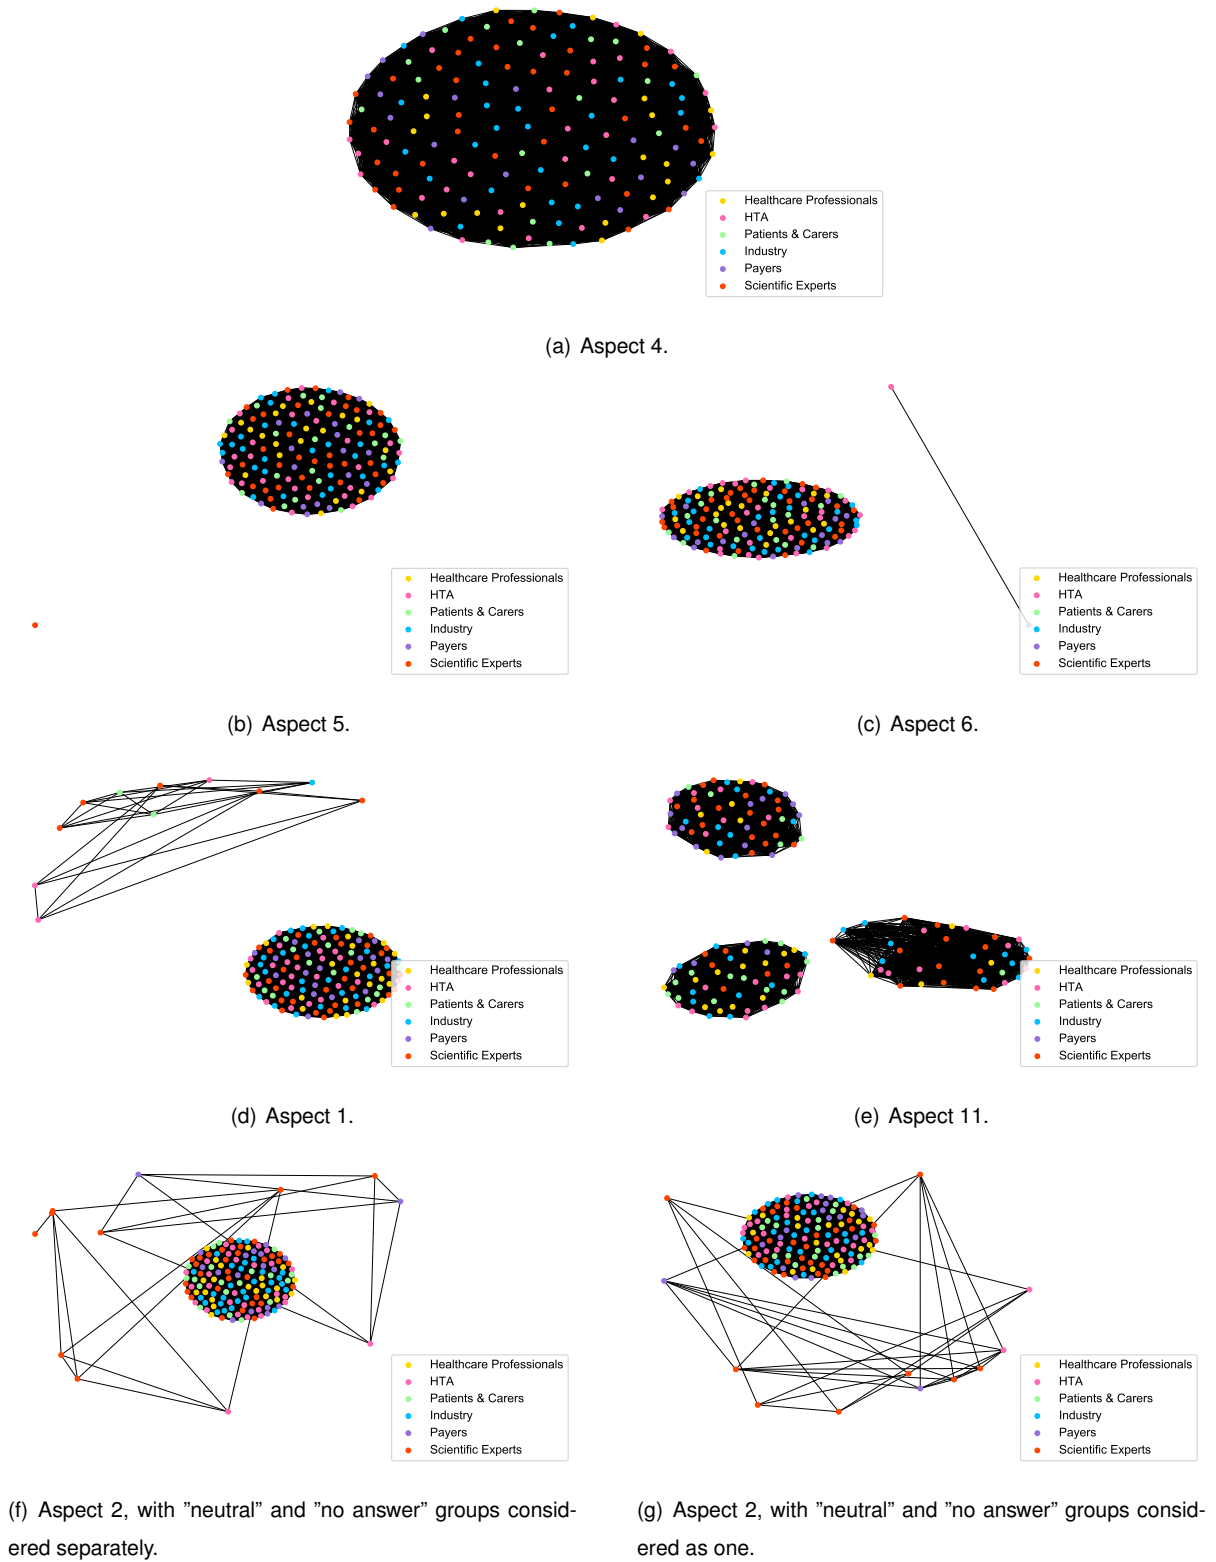 Healthcare Professionals
HTA
Patients & Carers
Industry
Payers
Scientific Experts
(a) Aspect 4.
Healthcare Professionals
HTA
Patients & Carers
Industry
Payers
Scientific Experts
(b) Aspect 5.
Healthcare Professionals
HTA
Patients & Carers
Industry
Payers
Scientific Experts
(c) Aspect 6.
Healthcare Professionals
HTA
Patients & Carers
Industry
Payers
Scientific Experts
(d) Aspect 1.
Healthcare Professionals
HTA
Patients & Carers
Industry
Payers
Scientific Experts
(e) Aspect 11.
Healthcare Professionals
HTA
Patients & Carers
Industry
Payers
Scientific Experts
(f) Aspect 2, with ”neutral” and ”no answer” groups consid-
ered separately.
Healthcare Professionals
HTA
Patients & Carers
Industry
Payers
Scientific Experts
(g) Aspect 2, with ”neutral” and ”no answer” groups consid-
ered as one.